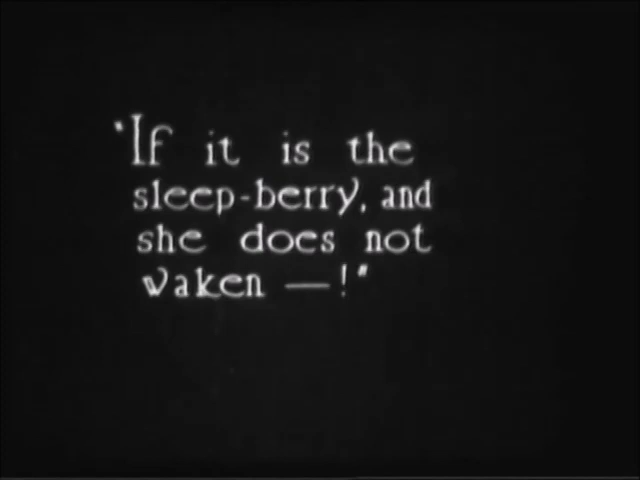 "If it is the
sleep-berry, and
she does not
waken —!"